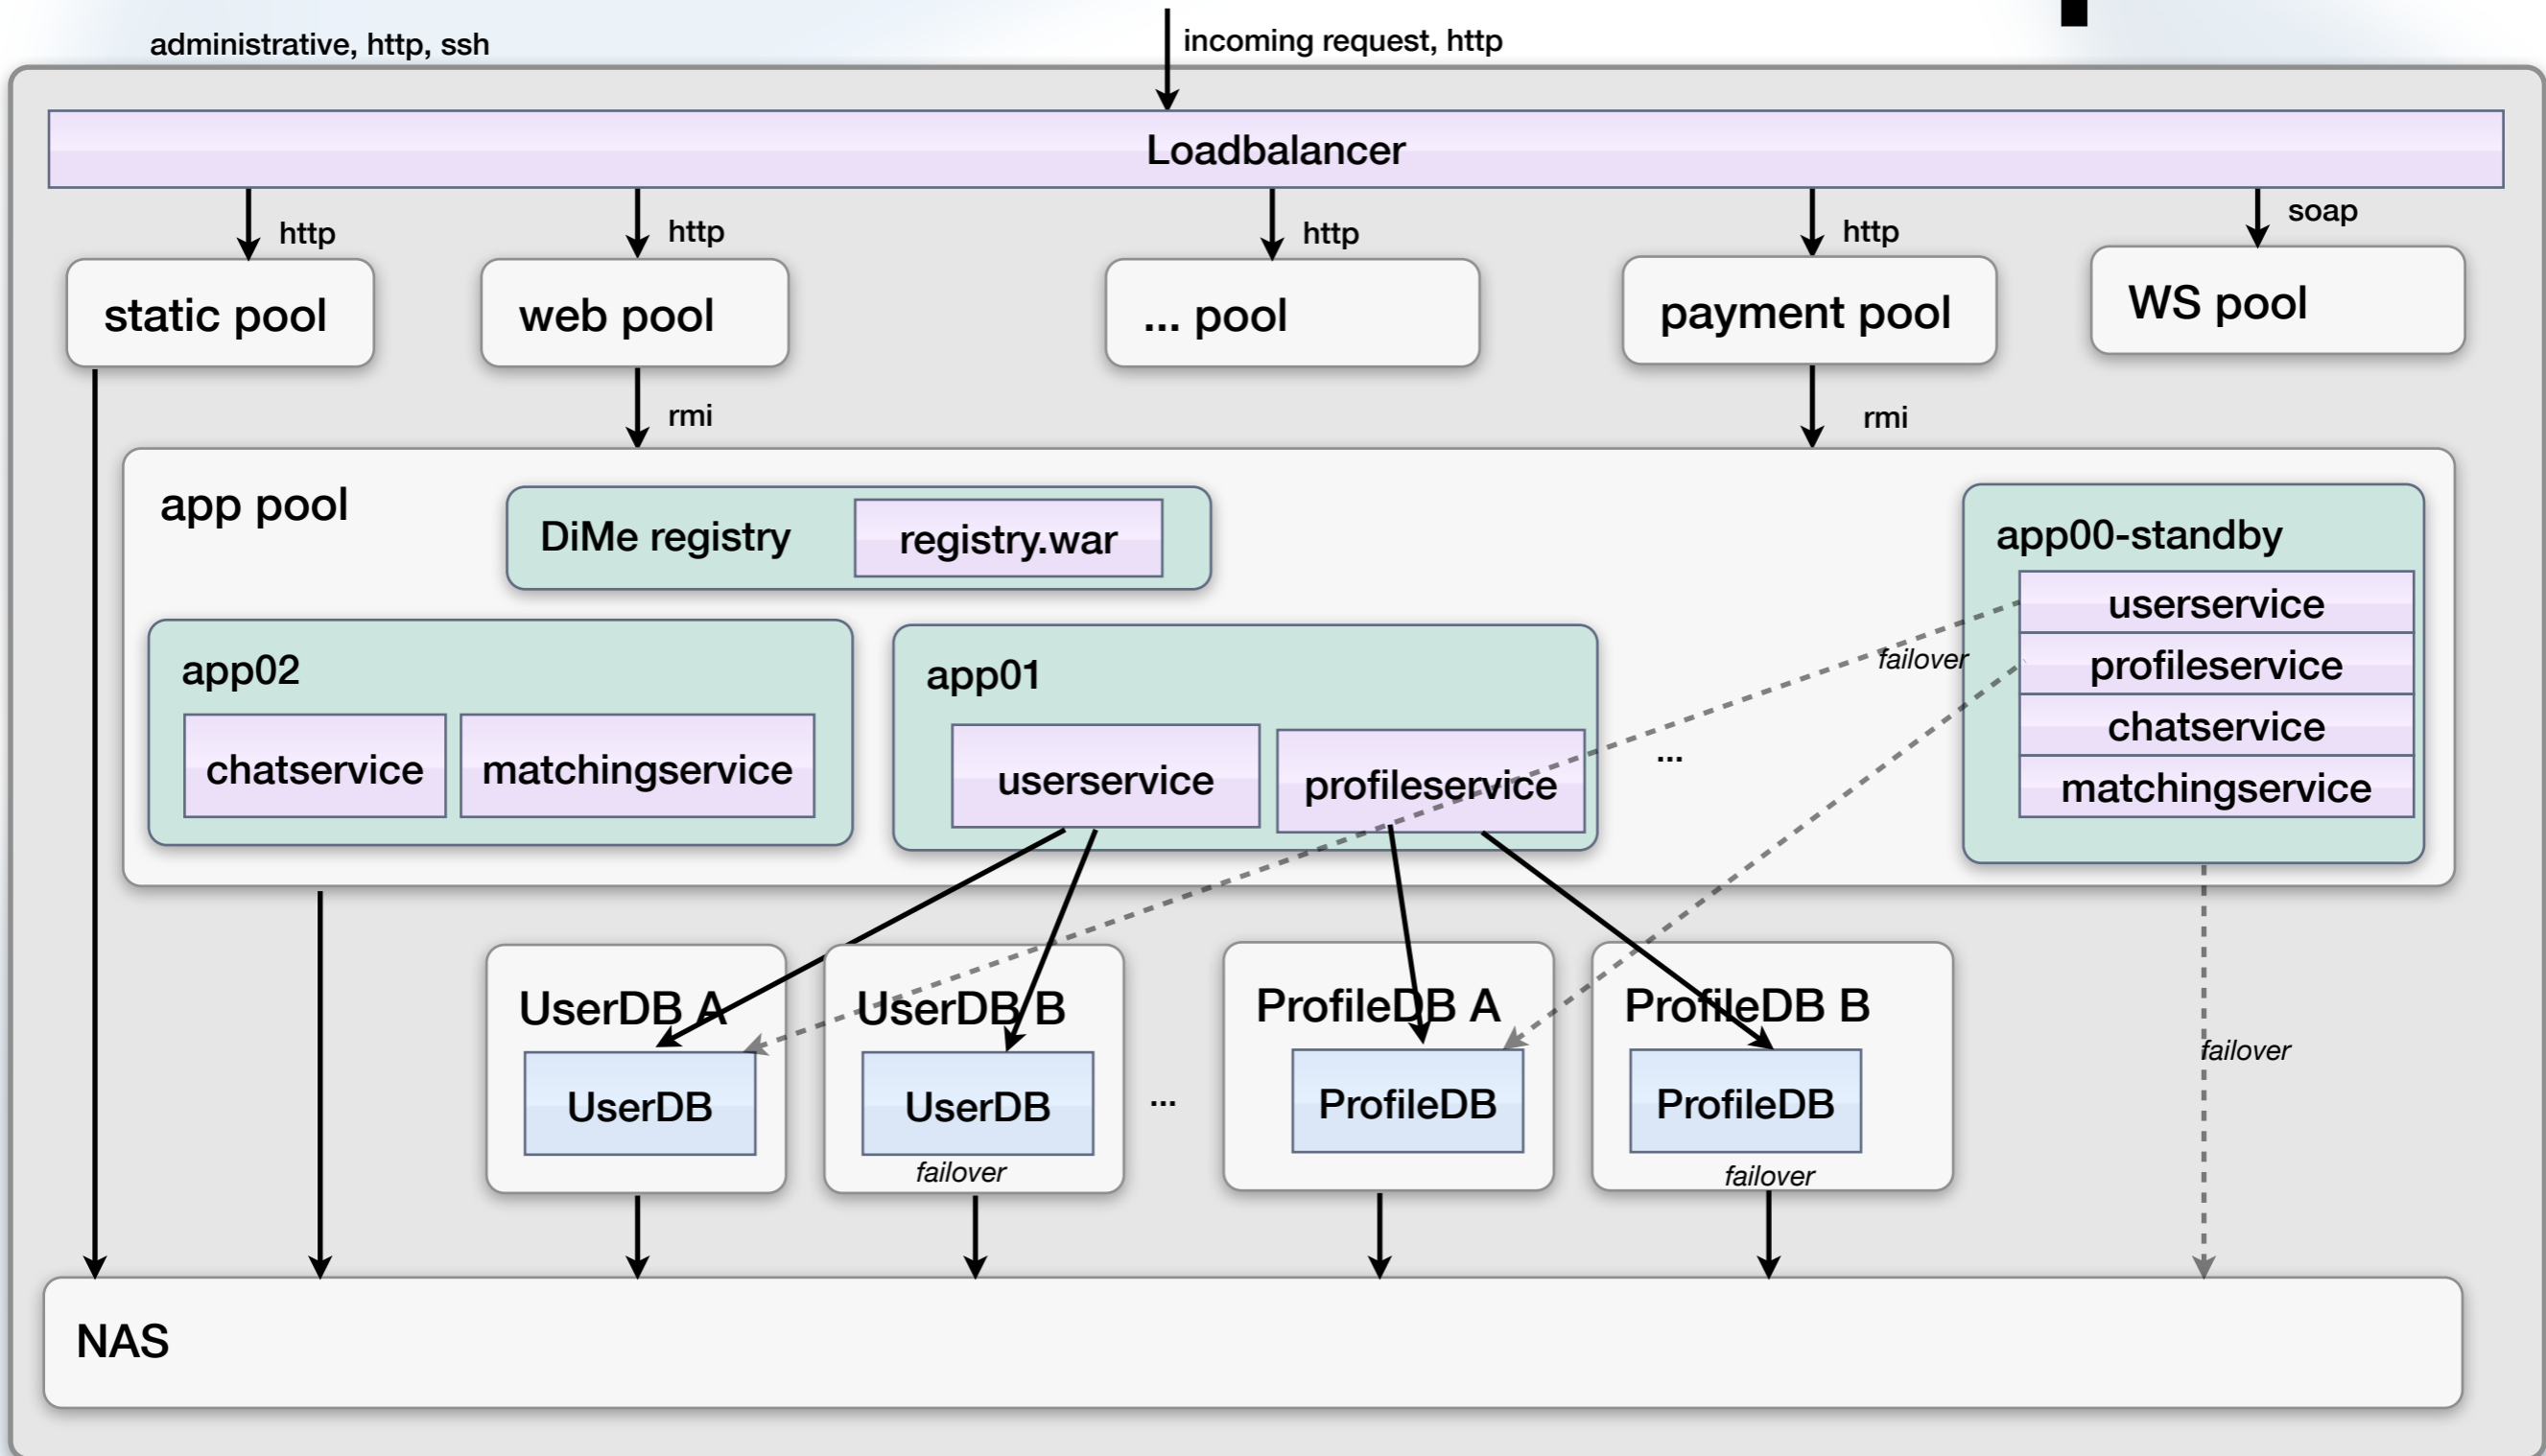 administrative, http, ssh
incoming request, http
Loadbalancer
http
http
http
http
soap
static pool
web pool
... pool
payment pool
WS pool
rmi
rmi
app pool
DiMe registry
registry.war
app00-standby
userservice
profileservice
chatservice
matchingservice
failover
app02
chatservice
matchingservice
app01
userservice
profileservice
...
UserDB A
UserDB
UserDB B
UserDB
failover
...
ProfileDB A
ProfileDB
ProfileDB B
ProfileDB
failover
failover
NAS